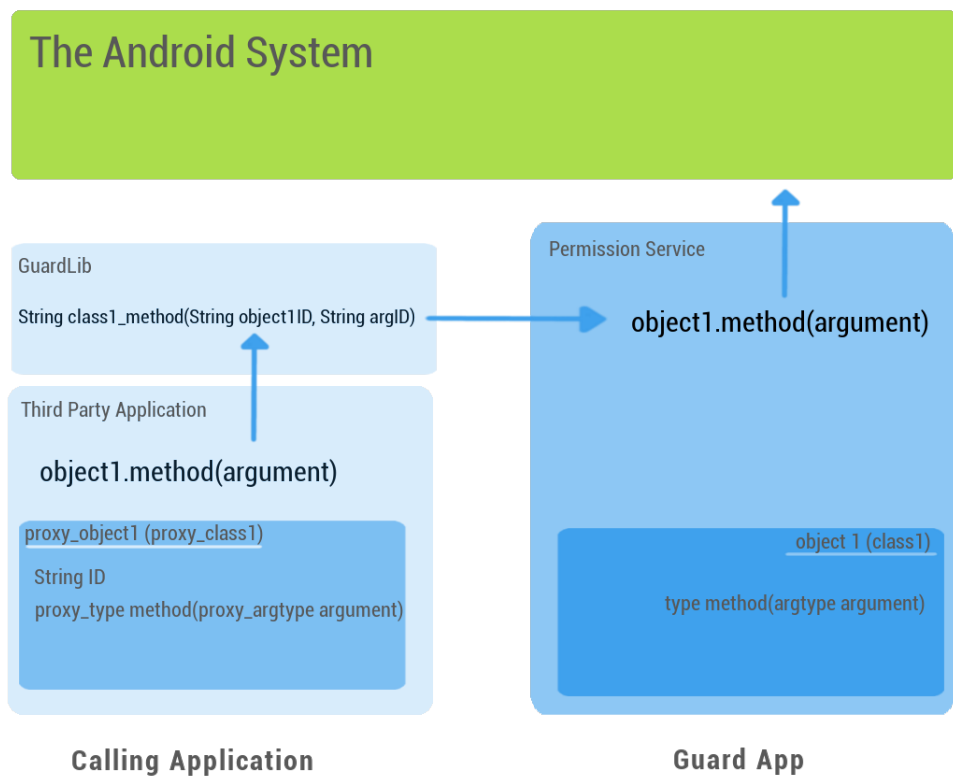 The Android System
GuardLib
String class1_method(String object1ID, String argID)
Third Party Application
object1.method(argument)
proxy_object1 (proxy_class1)
String ID
proxy_type method(proxy_argtype argument)
Calling Application
Permission Service
object1.method(argument)
object 1 (class1)
type method(argtype argument)
Guard App